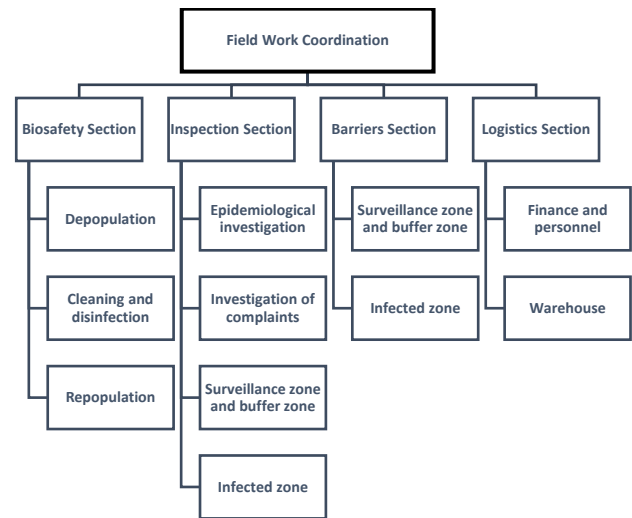 Field Work Coordination
Biosafety Section
Inspection Section
Barriers Section
Logistics Section
Depopulation
Epidemiological
investigation
Surveillance zone
and buffer zone
Finance and
personnel
Cleaning and
disinfection
Investigation of
complaints
Infected zone
Warehouse
Repopulation
Surveillance zone
and buffer zone
Infected zone